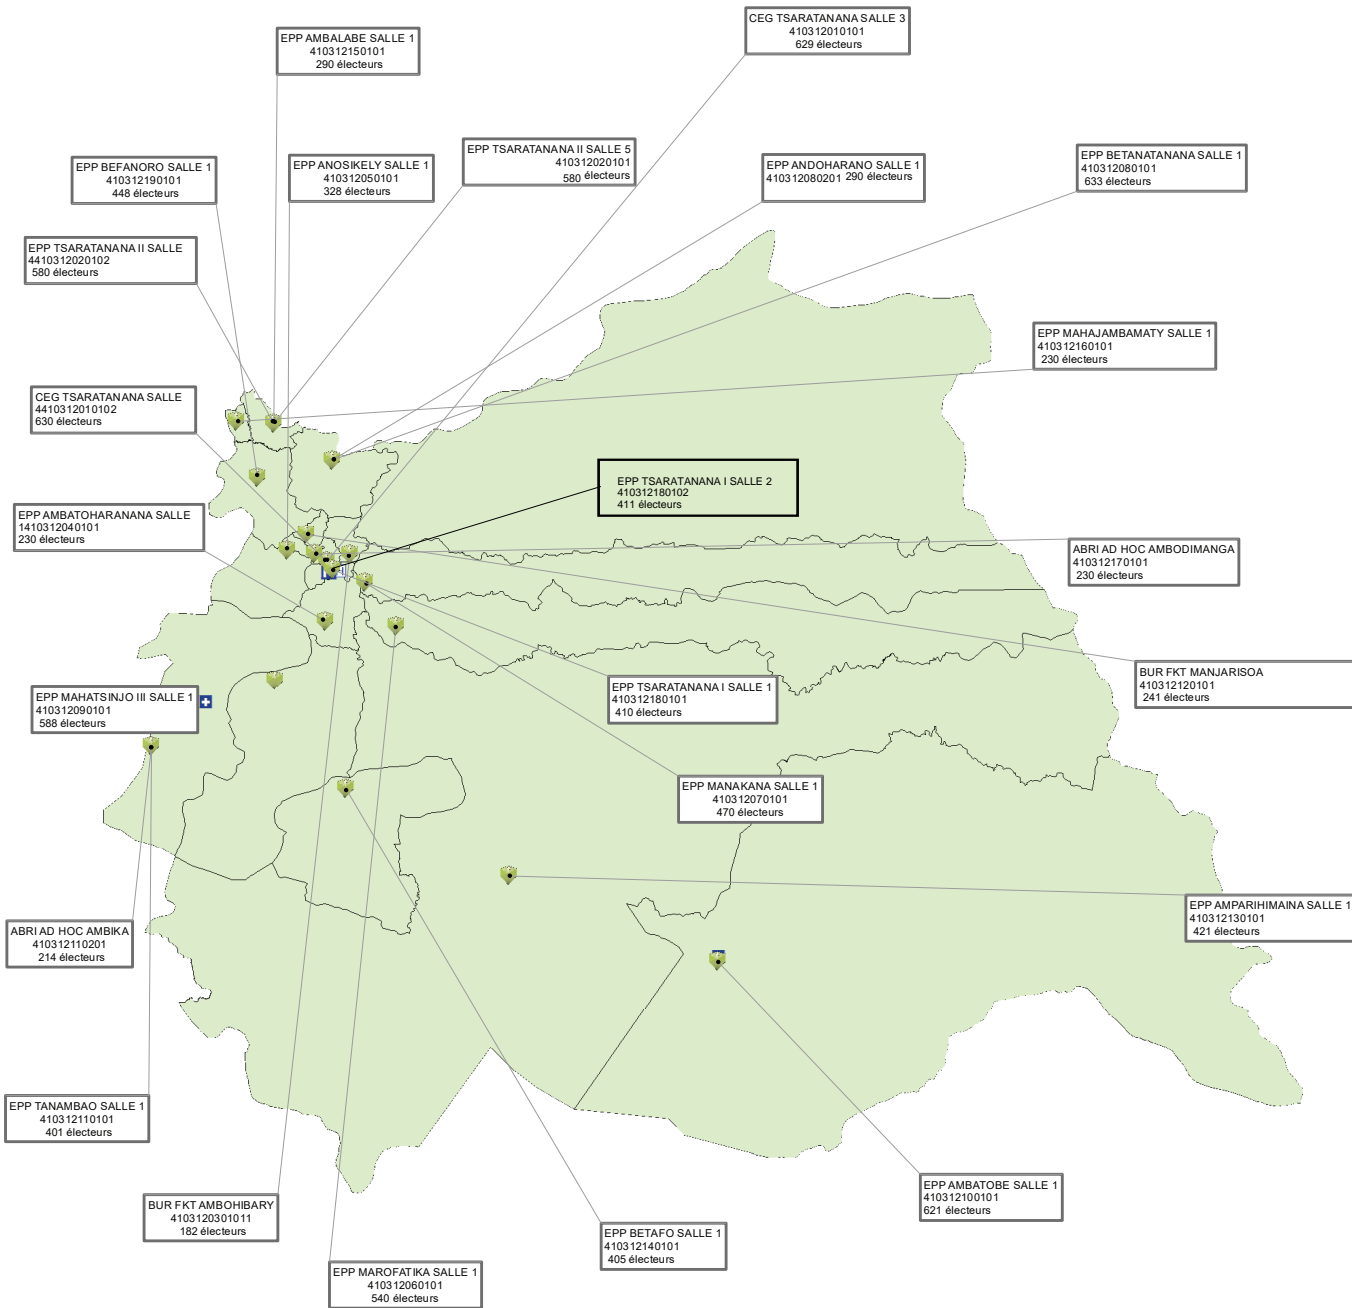 CEG TSARATANANA SALLE 3
410312010101
629 électeurs
EPP AMBALABE SALLE 1
410312150101
290 électeurs
EPP TSARATANANA II SALLE 5
410312020101
580 électeurs
EPP BEFANORO SALLE 1
410312190101
448 électeurs
EPP ANOSIKELY SALLE 1
410312050101
328 électeurs
EPP ANDOHARANO SALLE 1
410312080201 290 électeurs
EPP BETANATANANA SALLE 1
410312080101
633 électeurs
EPP TSARATANANA II SALLE
4410312020102
580 électeurs
EPP MAHAJAMBAMATY SALLE 1
410312160101
230 électeurs
CEG TSARATANANA SALLE
4410312010102
630 électeurs
EPP TSARATANANA I SALLE 2
410312180102
411 électeurs
EPP AMBATOHARANANA SALLE
1410312040101
230 électeurs
ABRI AD HOC AMBODIMANGA
410312170101
230 électeurs
BUR FKT MANJARISOA
410312120101
241 électeurs
EPP TSARATANANA I SALLE 1
410312180101
410 électeurs
EPP MAHATSINJO III SALLE 1
410312090101
588 électeurs
EPP MANAKANA SALLE 1
410312070101
470 électeurs
EPP AMPARIHIMAINA SALLE 1
410312130101
421 électeurs
ABRI AD HOC AMBIKA
410312110201
214 électeurs
EPP TANAMBAO SALLE 1
410312110101
401 électeurs
EPP AMBATOBE SALLE 1
410312100101
621 électeurs
BUR FKT AMBOHIBARY
4103120301011
182 électeurs
EPP BETAFO SALLE 1
410312140101
405 électeurs
EPP MAROFATIKA SALLE 1
410312060101
540 électeurs